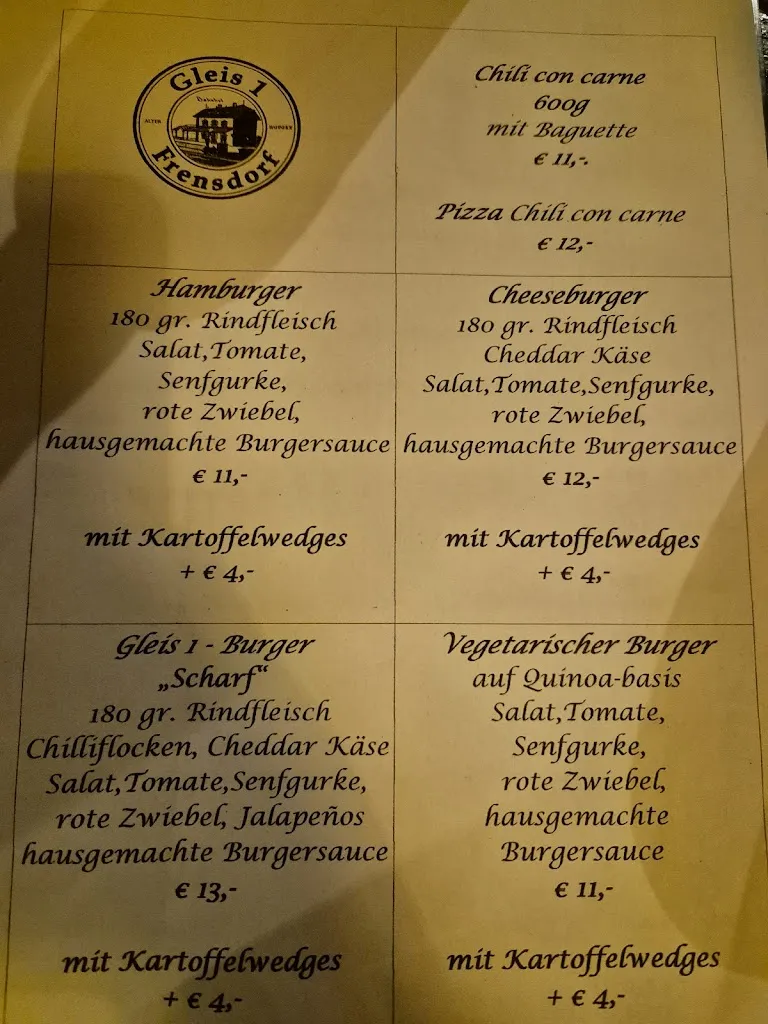 Gleis 1
Bahnhof
ALTER
Frensdorf
Chili con carne
600g
mit Baguette
€ 11,-.
Pizza Chili con carne
€ 12,-
Hamburger
180 gr. Rindfleisch
Salat,Tomate,
Senfgurke,
rote Zwiebel,
hausgemachte Burgersauce
€ 11,-
mit Kartoffelwedges
+ € 4,-
Cheeseburger
180 gr. Rindfleisch
Cheddar Käse
Salat,Tomate,Senfgurke,
rote Zwiebel,
hausgemachte Burgersauce
€ 12,-
mit Kartoffelwedges
+ € 4,-
Gleis 1 - Burger
„Scharf“
180 gr. Rindfleisch
Chilliflocken, Cheddar Käse
Salat,Tomate,Senfgurke,
rote Zwiebel, Jalapeños
hausgemachte Burgersauce
€ 13,-
mit Kartoffelwedges
+ € 4,-
Vegetarischer Burger
auf Quinoa-basis
Salat,Tomate,
Senfgurke,
rote Zwiebel,
hausgemachte
Burgersauce
€ 11,-
mit Kartoffelwedges
+ € 4,-